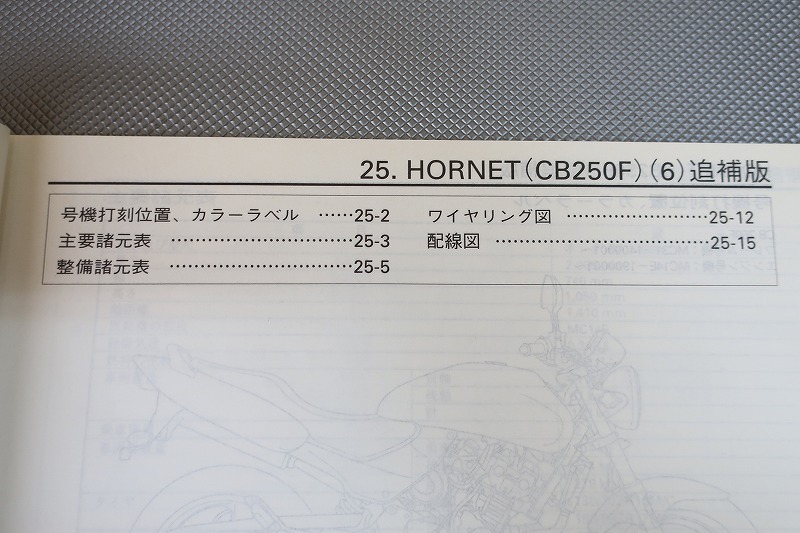 25. HORNET(CB250F)(6)追補版
号機打刻位置、カラーラベル ……25-2
主要諸元表 …………………………25-3
整備諸元表 …………………………25-5
ワイヤリング図 …………………25-12
配線図 ……………………………25-15